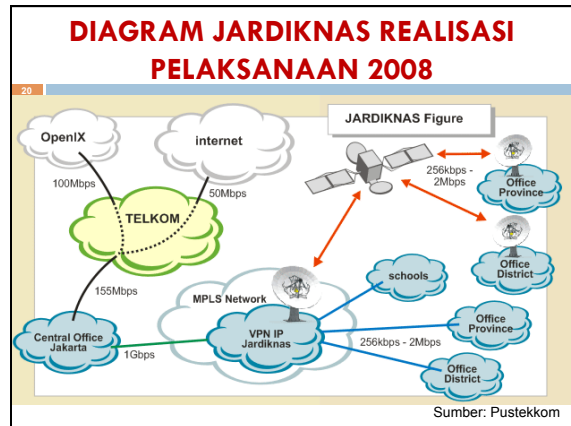 DIAGRAM JARDIKNAS REALISASI
PELAKSANAAN 2008
20
JARDIKNAS Figure
OpenIX
internet
100Mbps
50Mbps
TELKOM
256kbps -
2Mbps
Office
Province
Office
District
155Mbps
MPLS Network
schools
Central Office
Jakarta
1Gbps
VPN IP
Jardiknas
256kbps - 2Mbps
Office
Province
Office
District
Sumber: Pustekkom